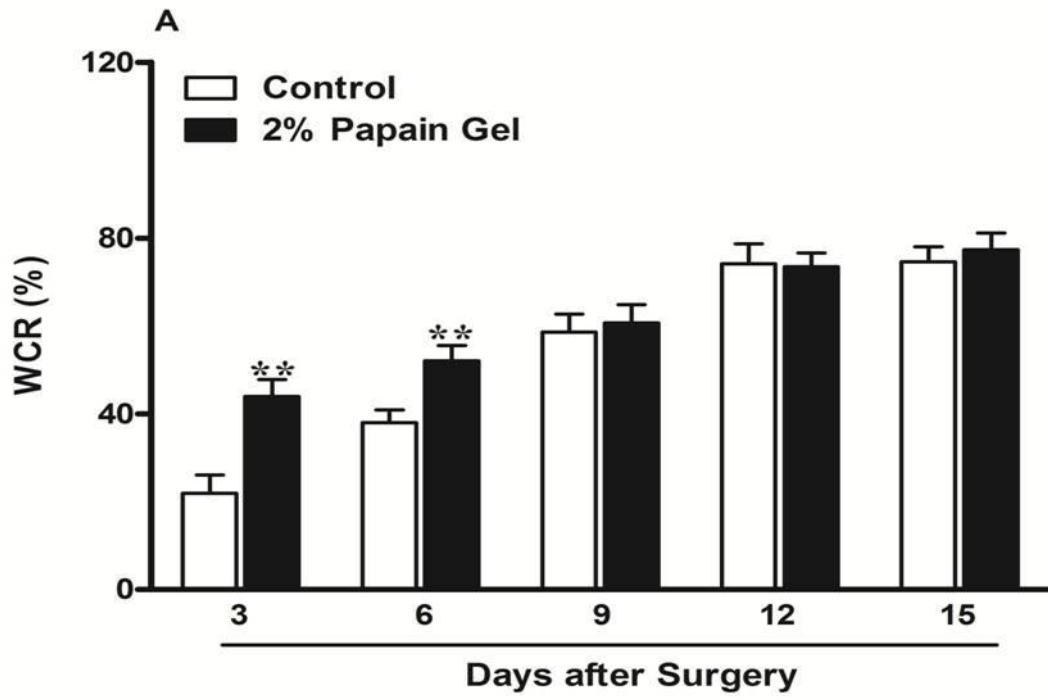 A
120
Control
2% Papain Gel
80
WCR (%)
**
**
40
0
3 6 9 12 15
Days after Surgery